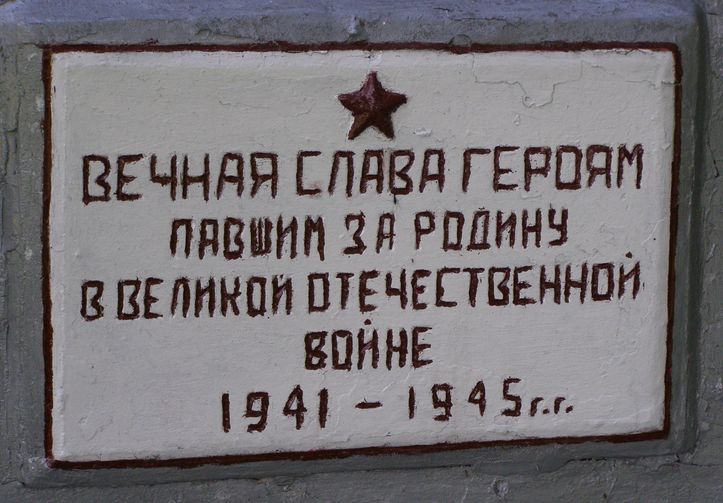 ВЕЧНАЯ СЛАВА ГЕРОЯМ
ПАВШИМ ЗА РОДИНУ
В ВЕЛИКОЙ ОТЕЧЕСТВЕННОЙ
ВОЙНЕ
1941 - 1945 г.г.